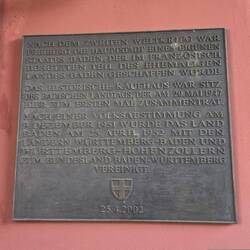 NACH DEM ZWEITEN WELTKRIEG WAR
FREIBURG DIE HAUPTSTADT EINES EIGENEN
STAATES BADEN, DER IM FRANZÖSISCH
BESETZTEN TEIL DES EHEMALIGEN
LANDES BADEN GESCHAFFEN WURDE.
DAS HISTORISCHE KAUFHAUS WAR SITZ
DES BADISCHEN LANDTAGS, DER AM 29. MAI 1947
ZUM ERSTEN MAL ZUSAMMENTRAT.
NACH EINER VOLKSABSTIMMUNG AM
9. DEZEMBER 1951 WURDE DAS LAND
BADEN AM 25. APRIL 1952 MIT DEN
LÄNDERN WÜRTTEMBERG-BADEN UND
WÜRTTEMBERG-HOHENZOLLERN
ZUM BUNDESLAND BADEN-WÜRTTEMBERG
VEREINIGT.
25.4.2002